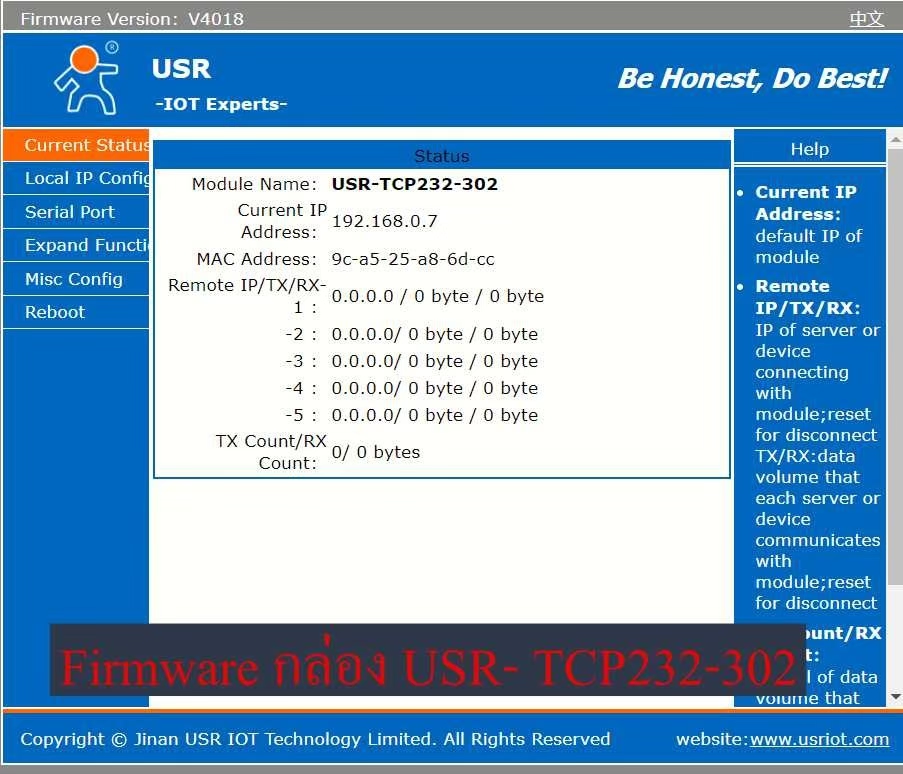 Firmware Version: V4018
中文
®
USR
-IOT Experts-
Be Honest, Do Best!
Current Status
Local IP Config
Serial Port
Expand Functi
Misc Config
Reboot
Status
Module Name: USR-TCP232-302
Current IP
Address: 192.168.0.7
MAC Address: 9c-a5-25-a8-6d-cc
Remote IP/TX/RX-
1 : 0.0.0.0 / 0 byte / 0 byte
-2 : 0.0.0.0/ 0 byte / 0 byte
-3 : 0.0.0.0/ 0 byte / 0 byte
-4 : 0.0.0.0/ 0 byte / 0 byte
-5 : 0.0.0.0/ 0 byte / 0 byte
TX Count/RX
Count: 0/ 0 bytes
Help
Current IP
Address:
default IP of
module
Remote
IP/TX/RX:
IP of server or
device
connecting
with
module;reset
for disconnect
TX/RX:data
volume that
each server or
device
communicates
with
module;reset
for disconnect
ount/RX
t:
l of data
volume that
Firmware กล่อง USR- TCP232-302
Copyright © Jinan USR IOT Technology Limited. All Rights Reserved
website:www.usriot.com